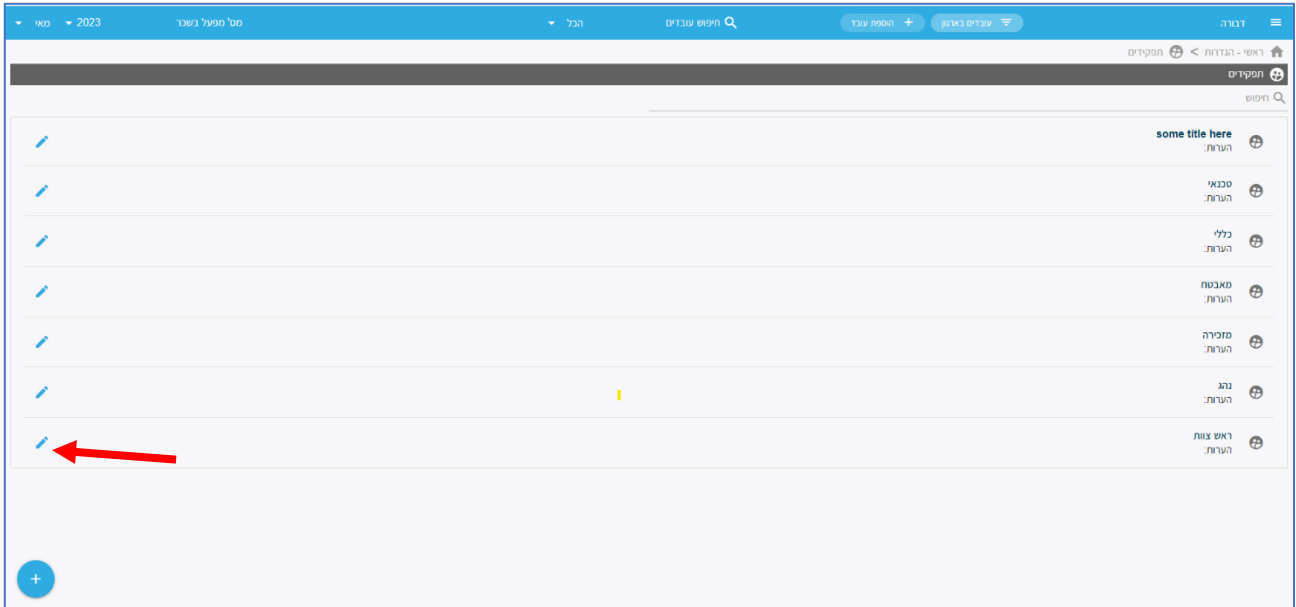 דבורה
עובדים בארגון
+ הוספת עובד
חיפוש עובדים
הכל
מס' מפעל בשכר
2023
מאי
ראשי - הגדרות > תפקידים
תפקידים
חיפוש
some title here
הערות:
טכנאי
הערות:
כללי
הערות:
מאבטח
הערות:
מזכירה
הערות:
נהג
הערות:
ראש צוות
הערות:
+